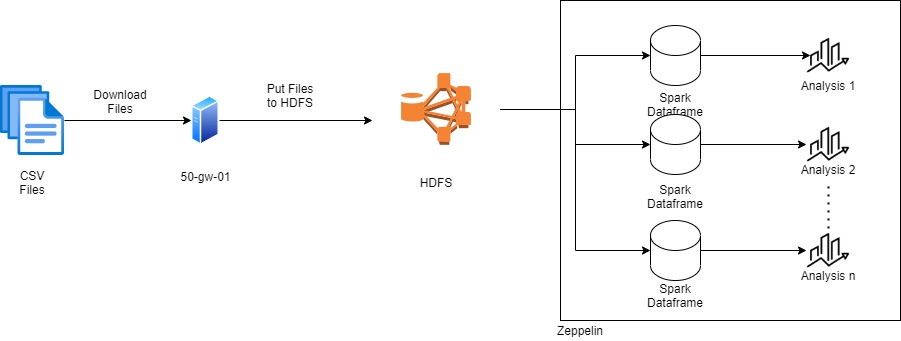 Download
Files
Put Files
to HDFS
CSV
Files
50-gw-01
HDFS
Spark
Dataframe
Analysis 1
Spark
Dataframe
Analysis 2
Spark
Dataframe
Analysis n
Zeppelin